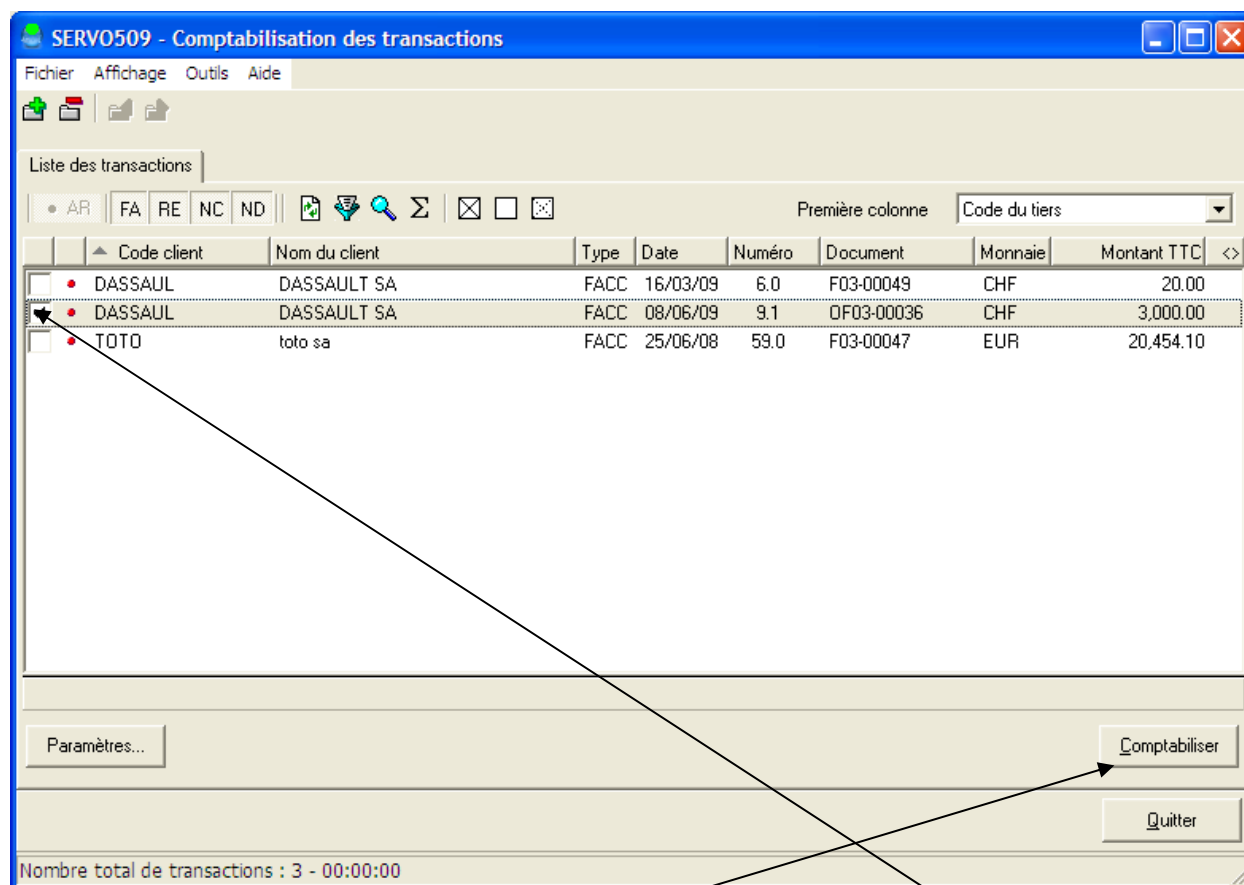 SERVO509 - Comptabilisation des transactions
Fichier Affichage Outils Aide
Liste des transactions
AR FA RE NC ND Σ Première colonne Code du tiers
Code client Nom du client Type Date Numéro Document Monnaie Montant TTC <>
DASSAUL DASSAULT SA FACC 16/03/09 6.0 F03-00049 CHF 20.00
DASSAUL DASSAULT SA FACC 08/06/09 9.1 OF03-00036 CHF 3,000.00
TOTO toto sa FACC 25/06/08 59.0 F03-00047 EUR 20,454.10
Paramètres... Comptabiliser
Quitter
Nombre total de transactions : 3 - 00:00:00